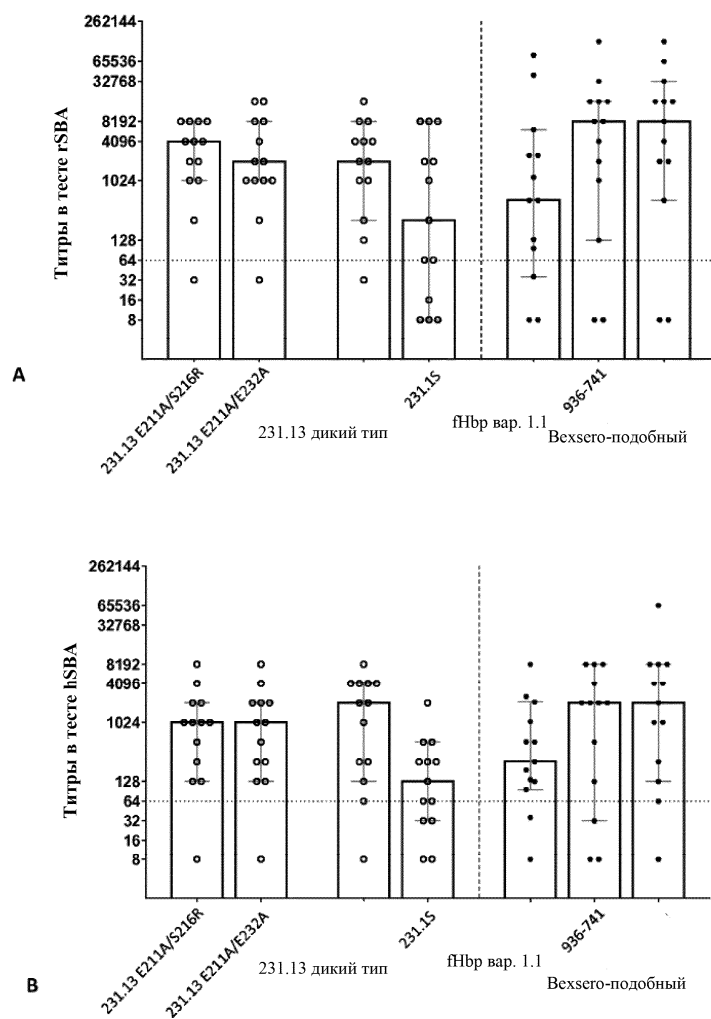 262144
65536
32768
8192
4096
1024
128
64
32
16
8
Титры в тесте rSBA
A
231.13 E211A/S216R
231.13 E211A/E232A
231.13 дикий тип
231.1S
fHbp вар. 1.1
936-741
Bexsero-подобный
262144
65536
32768
8192
4096
1024
128
64
32
16
8
Титры в тесте hSBA
B
231.13 E211A/S216R
231.13 E211A/E232A
231.13 дикий тип
231.1S
fHbp вар. 1.1
936-741
Bexsero-подобный